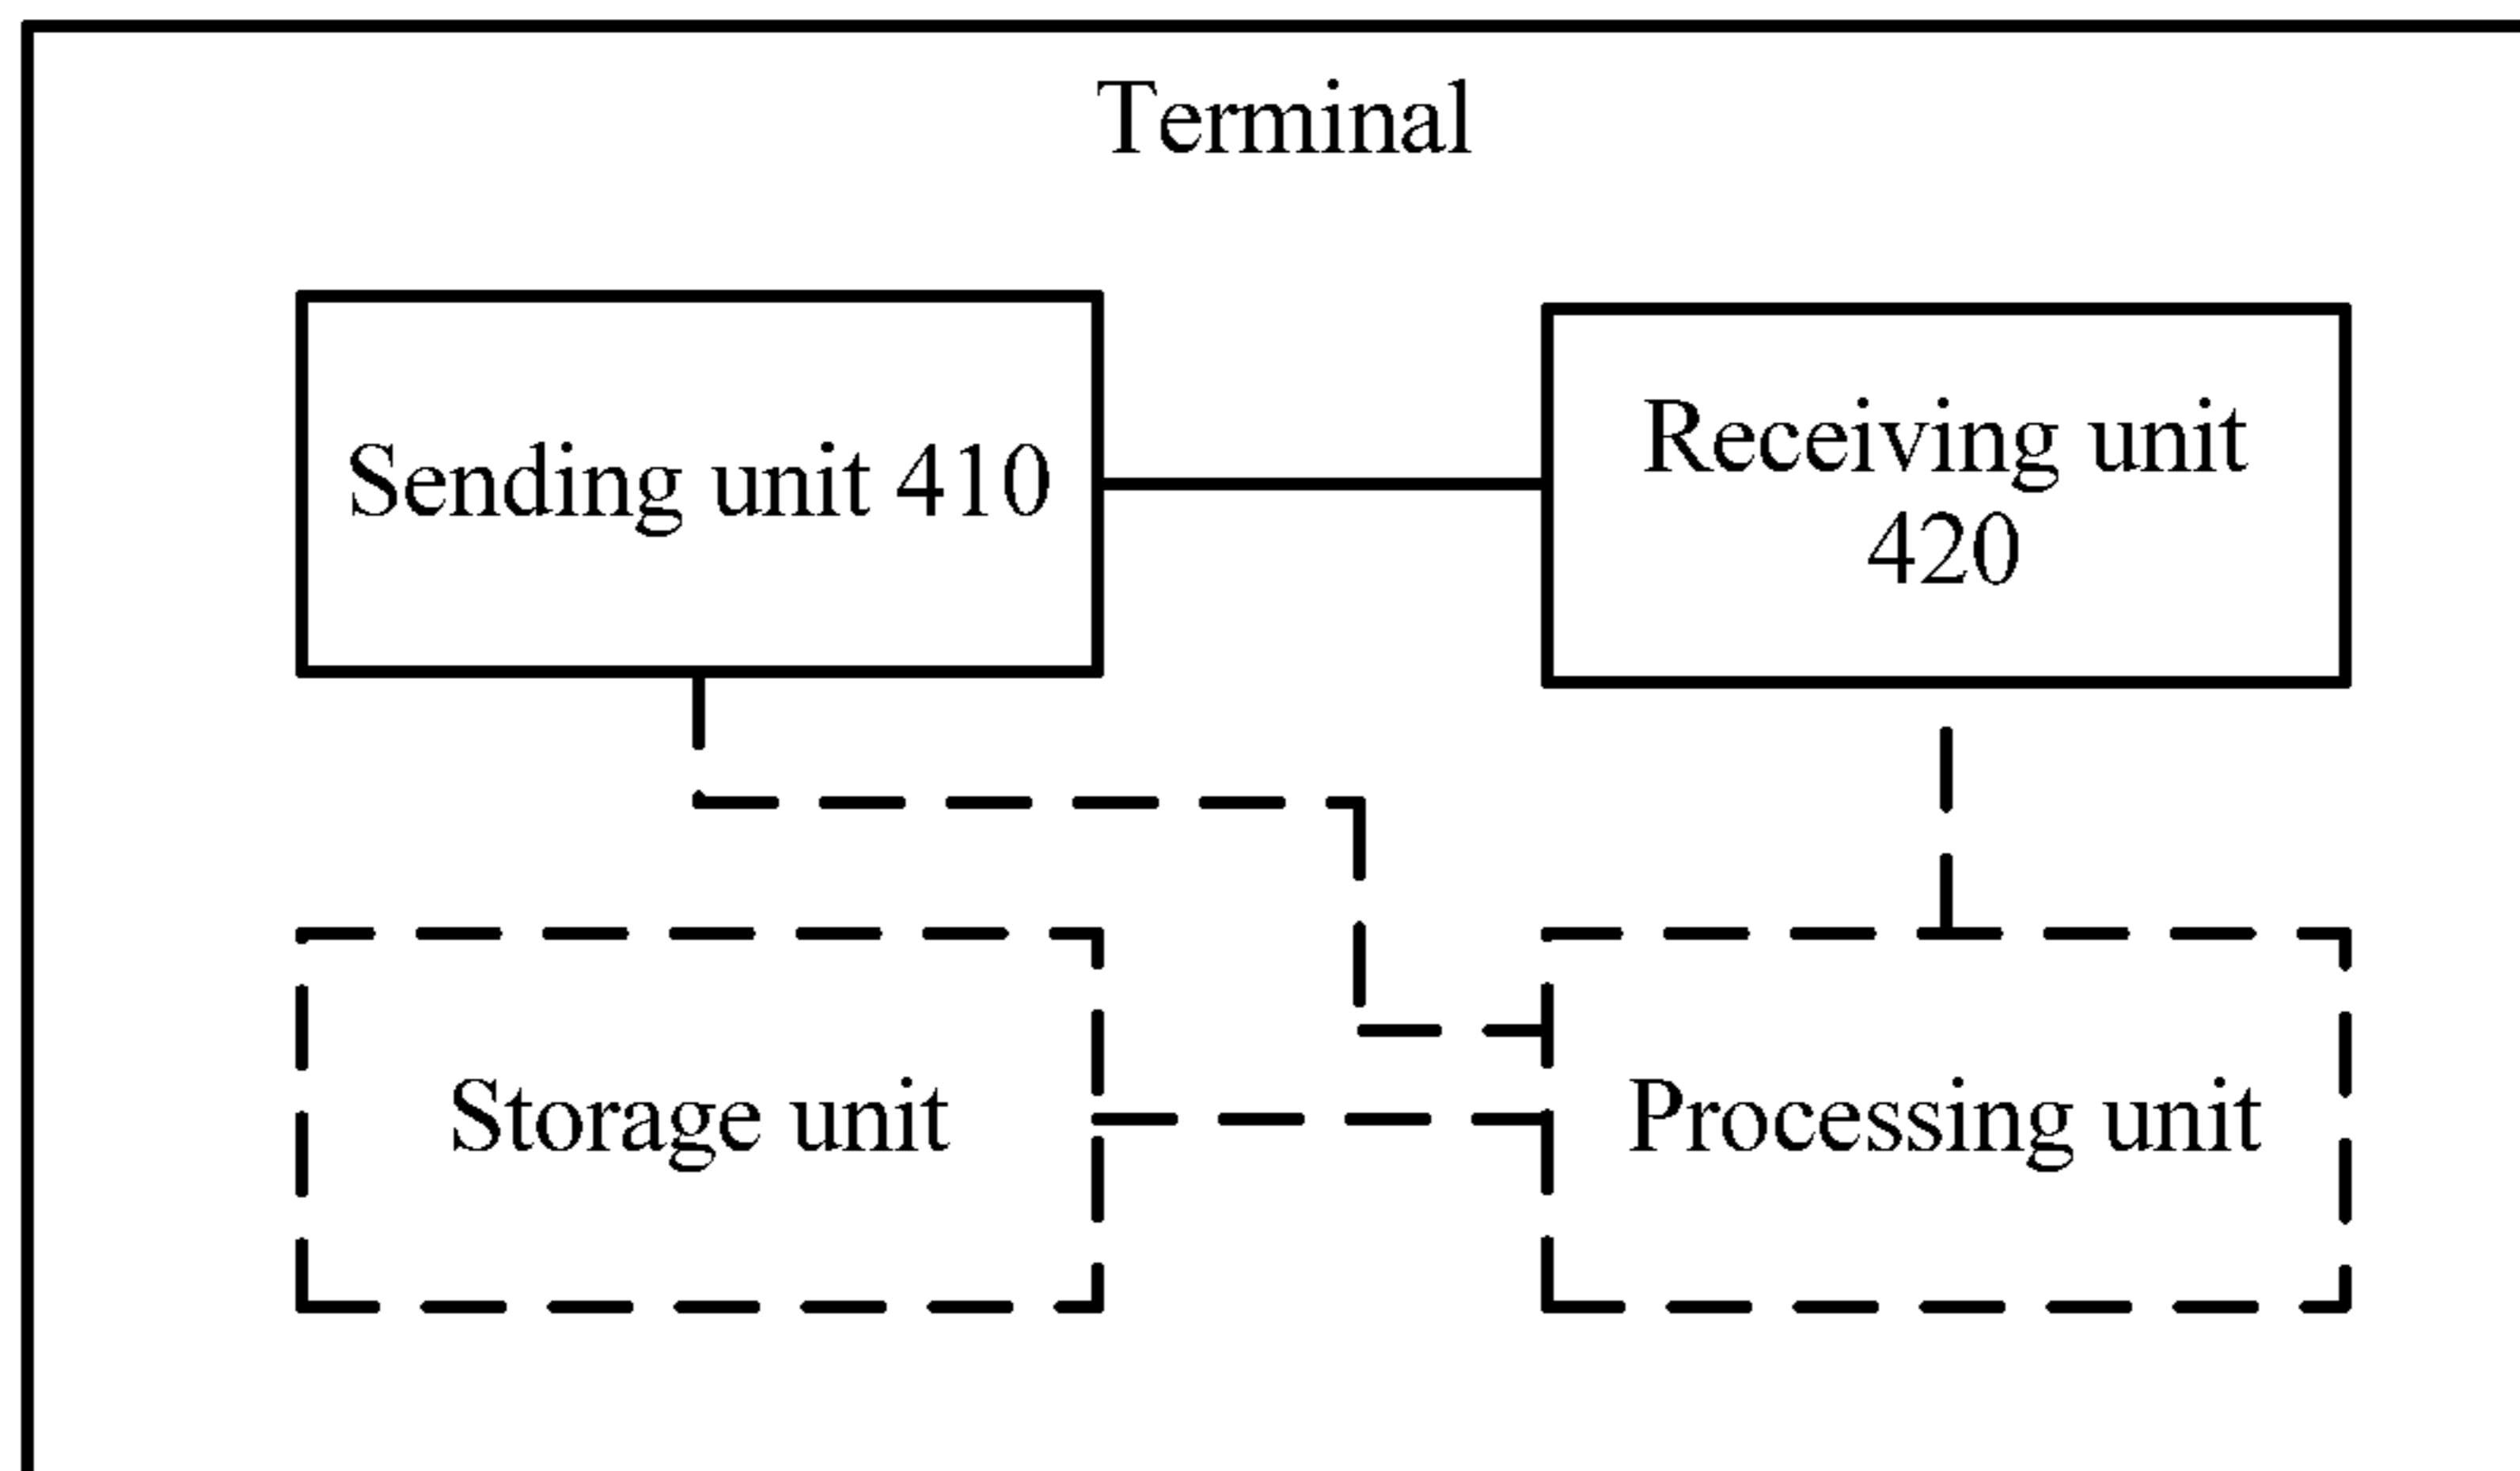 Terminal
Sending unit 410
Receiving unit
420
Storage unit
Processing unit